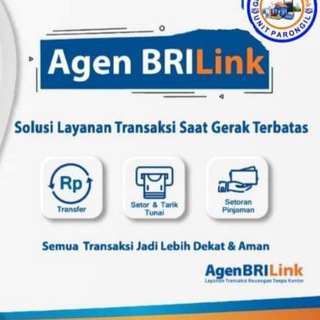 UNIT PARONGIL
Agen BRILink
Solusi Layanan Transaksi Saat Gerak Terbatas
Rp
Transfer
Setor & Tarik
Tunai
Setoran
Pinjaman
Semua Transaksi Jadi Lebih Dekat & Aman
AgenBRILink
Layanan Transaksi Keuangan Tanpa Kantor